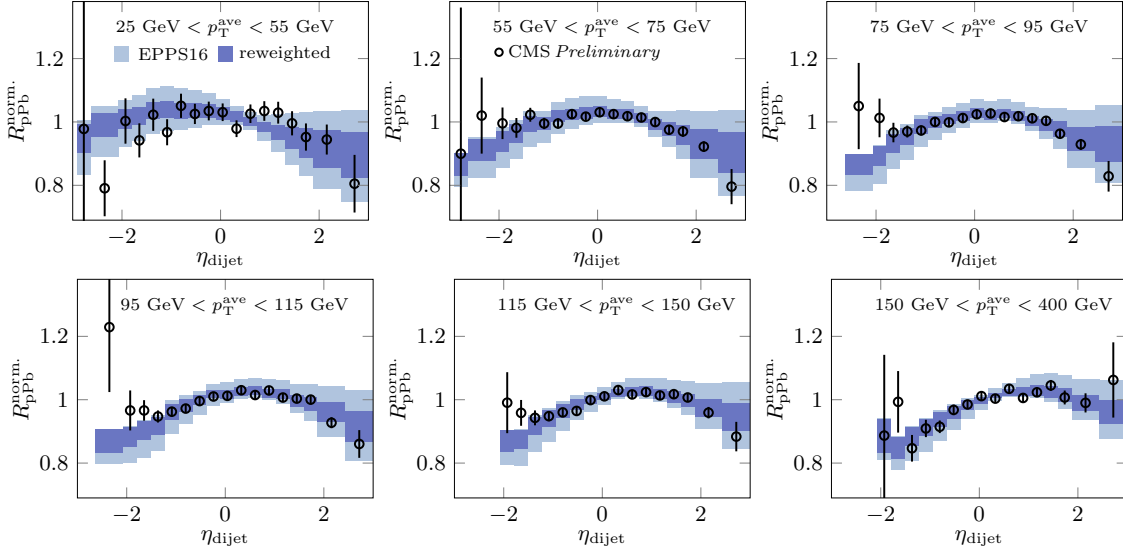 25 GeV < p_T^ave < 55 GeV
EPPS16 reweighted
R_pPb^norm.
1.2
1
0.8
−2 0 2
η_dijet
55 GeV < p_T^ave < 75 GeV
CMS Preliminary
R_pPb^norm.
1.2
1
0.8
−2 0 2
η_dijet
75 GeV < p_T^ave < 95 GeV
R_pPb^norm.
1.2
1
0.8
−2 0 2
η_dijet
95 GeV < p_T^ave < 115 GeV
R_pPb^norm.
1.2
1
0.8
−2 0 2
η_dijet
115 GeV < p_T^ave < 150 GeV
R_pPb^norm.
1.2
1
0.8
−2 0 2
η_dijet
150 GeV < p_T^ave < 400 GeV
R_pPb^norm.
1.2
1
0.8
−2 0 2
η_dijet